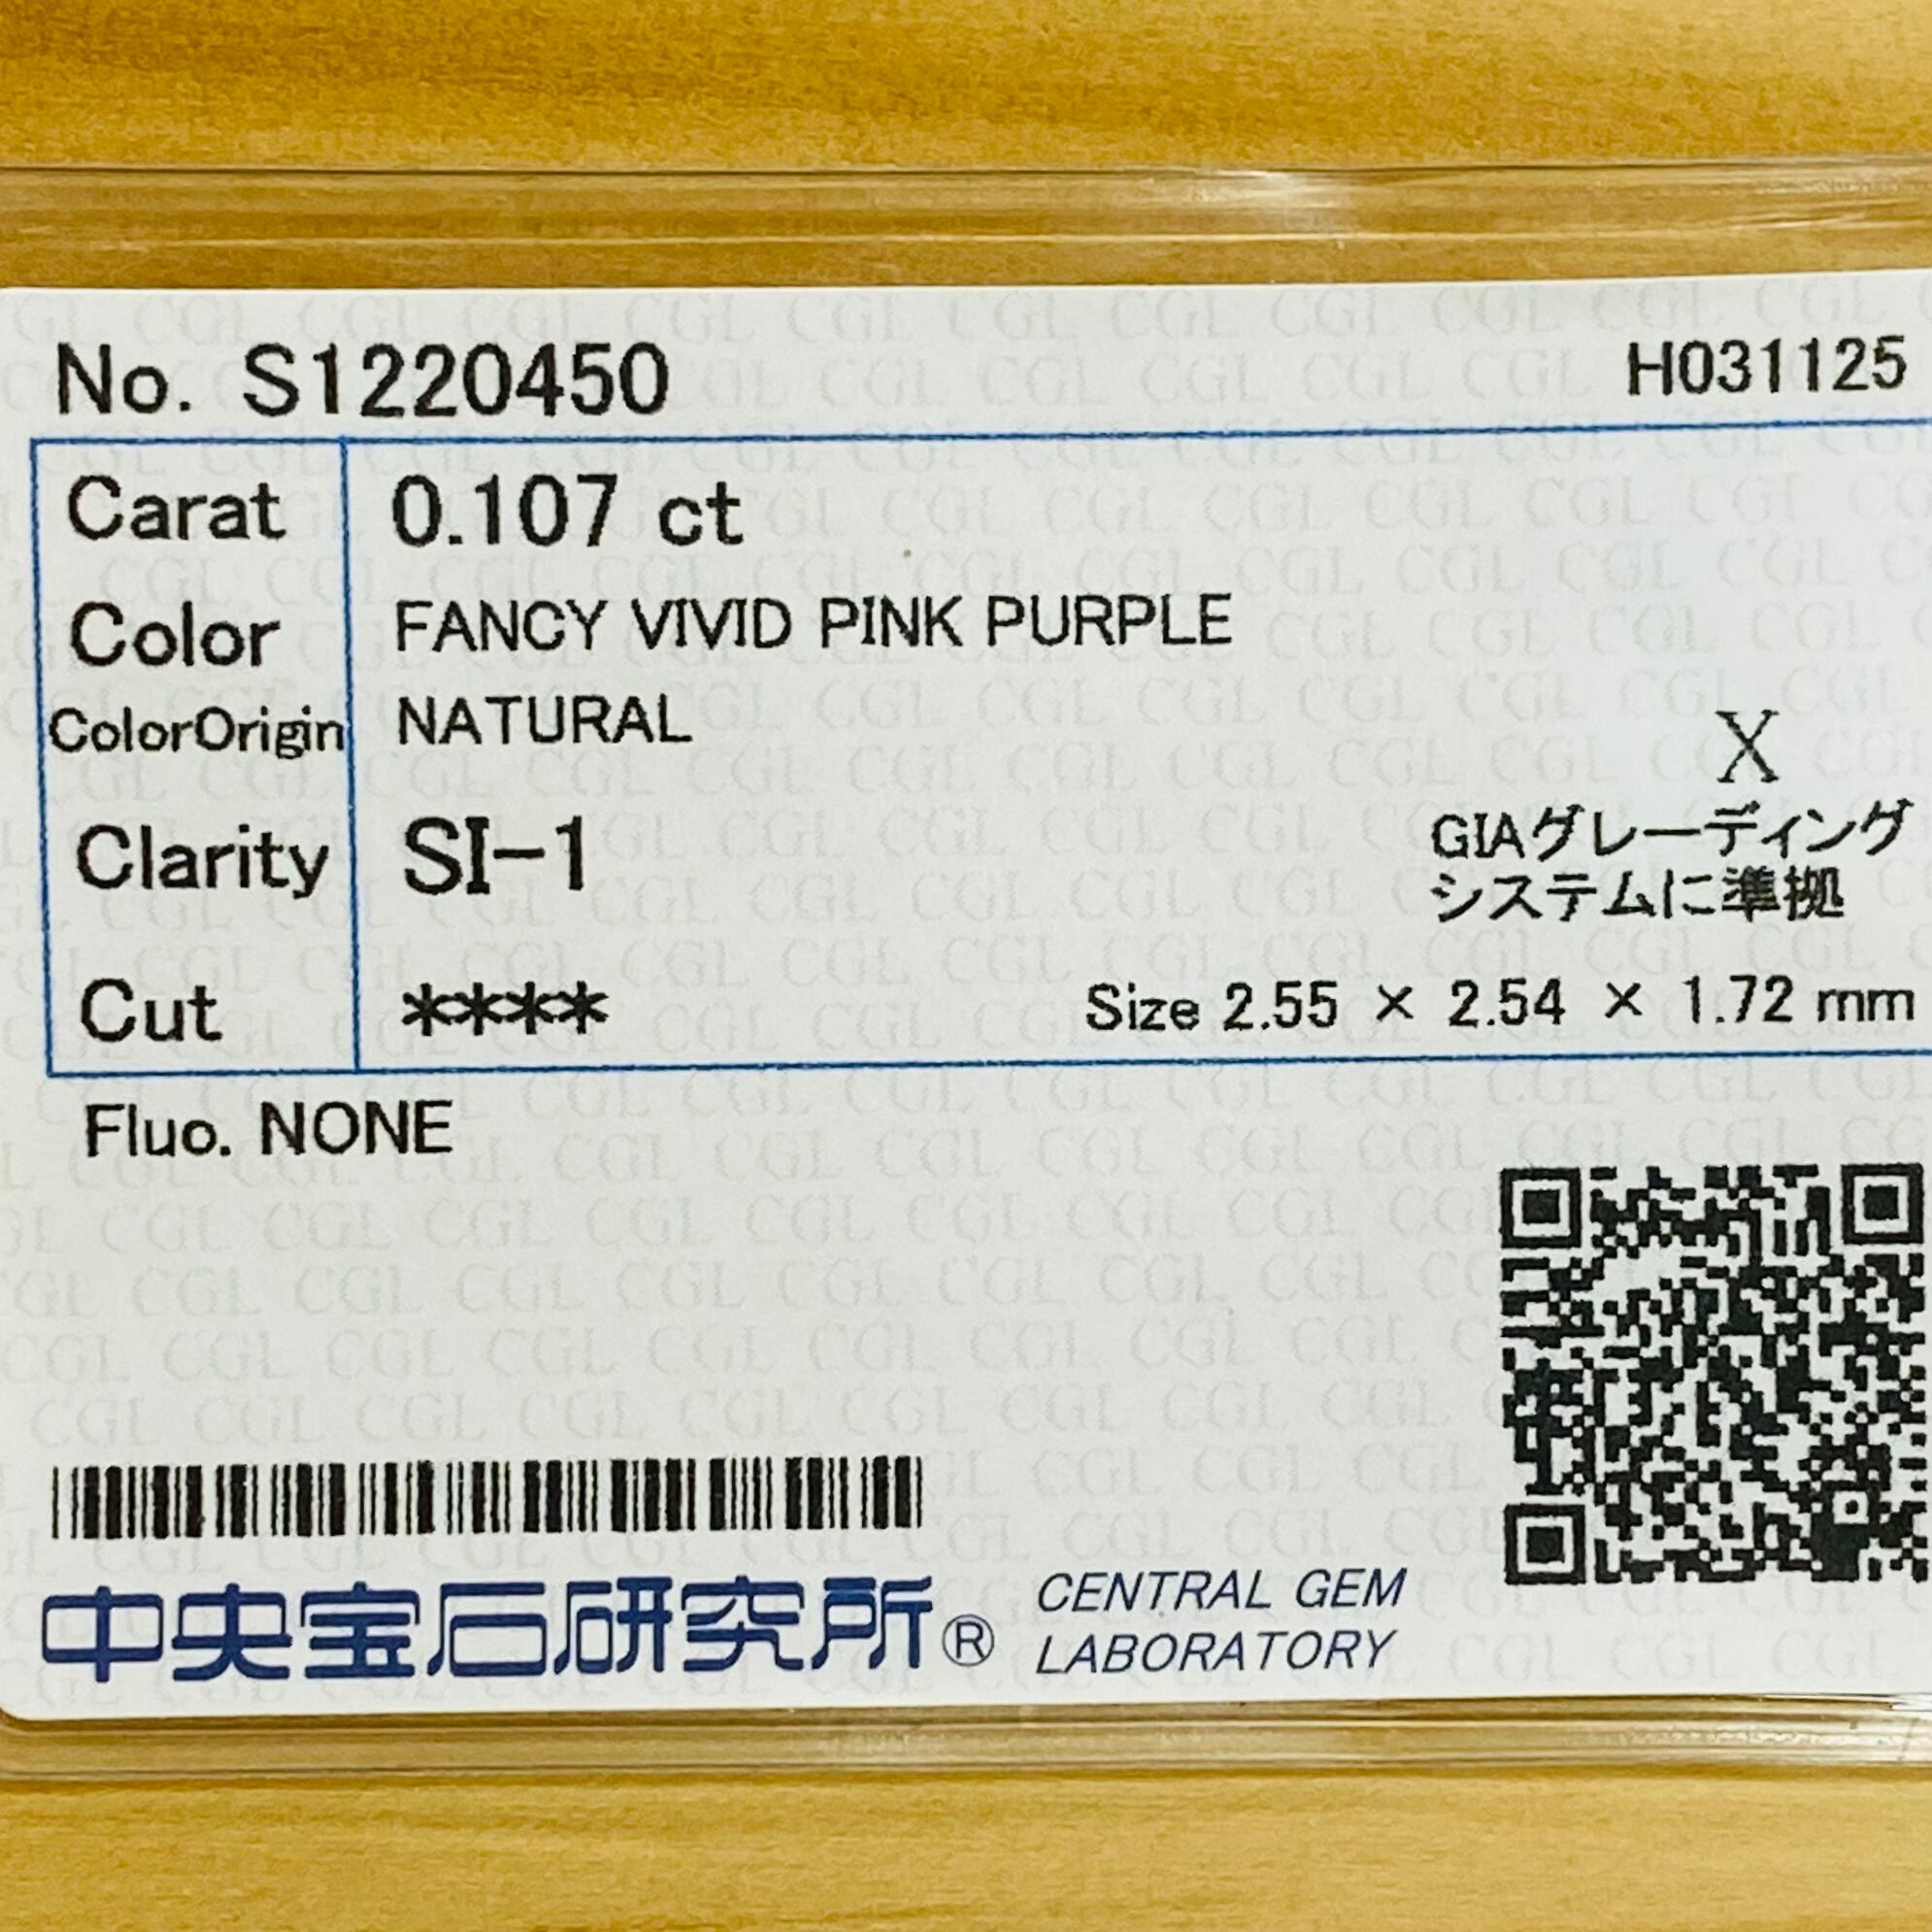 No. S1220450 H031125
Carat 0.107 ct
Color FANCY VIVID PINK PURPLE
ColorOrigin NATURAL
X
Clarity SI-1 GIAグレーディング
システムに準拠
Cut **** Size 2.55 × 2.54 × 1.72 mm
Fluo. NONE
中央宝石研究所® CENTRAL GEM
LABORATORY